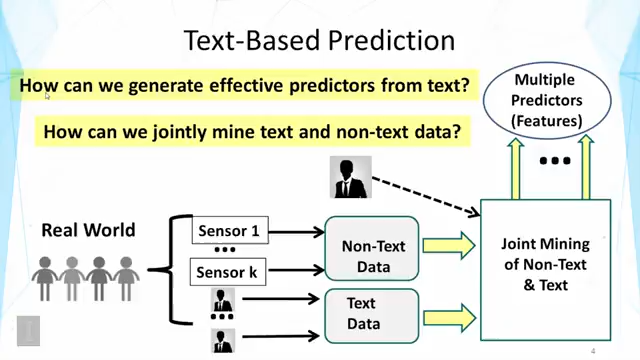 Text-Based Prediction
How can we generate effective predictors from text?
How can we jointly mine text and non-text data?
Multiple
Predictors
(Features)
...
Real World
Sensor 1
...
Sensor k
...
Non-Text
Data
Text
Data
Joint Mining
of Non-Text
& Text
4